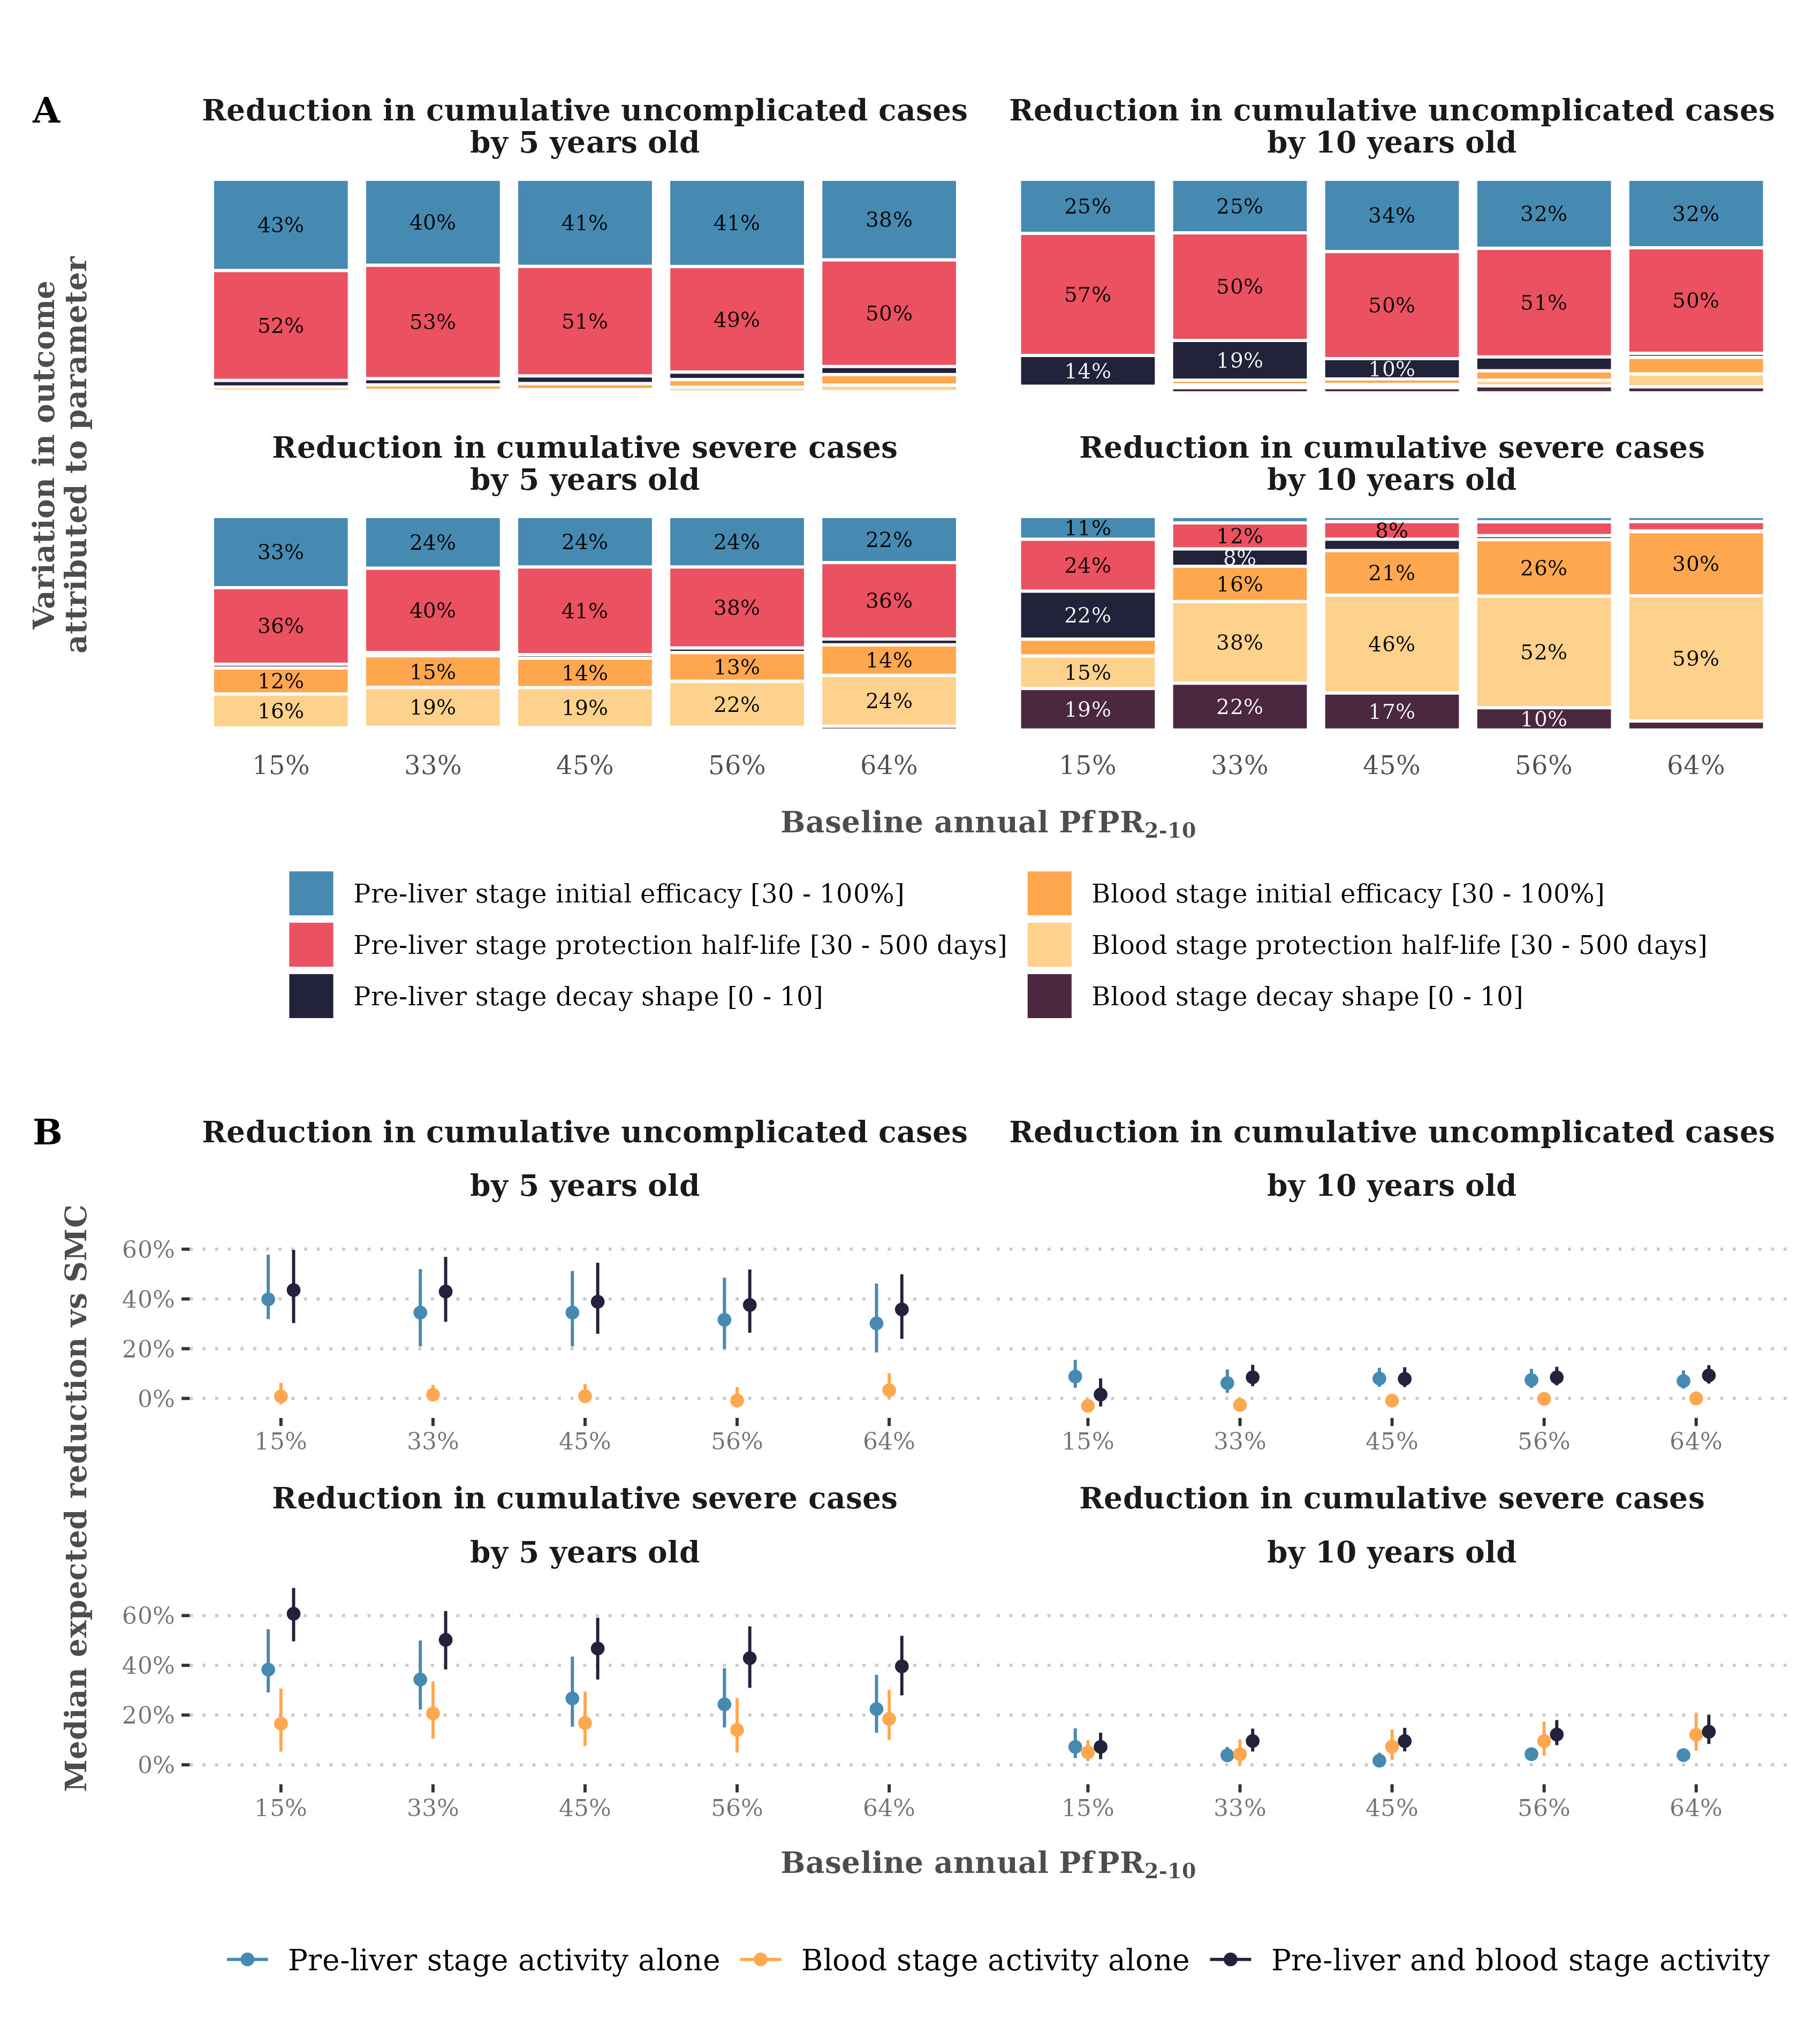 A
Reduction in cumulative uncomplicated cases
by 5 years old
Reduction in cumulative uncomplicated cases
by 10 years old
Variation in outcome
attributed to parameter
43% 40% 41% 41% 38%
52% 53% 51% 49% 50%
25% 25% 34% 32% 32%
57% 50% 50% 51% 50%
14% 19% 10%
Reduction in cumulative severe cases
by 5 years old
Reduction in cumulative severe cases
by 10 years old
33% 24% 24% 24% 22%
36% 40% 41% 38% 36%
12% 15% 14% 13% 14%
16% 19% 19% 22% 24%
11%
24% 12% 8%
22% 8%
16% 21% 26% 30%
15% 38% 46% 52% 59%
19% 22% 17% 10%
15% 33% 45% 56% 64%
15% 33% 45% 56% 64%
Baseline annual PfPR2-10
Pre-liver stage initial efficacy [30 - 100%]
Pre-liver stage protection half-life [30 - 500 days]
Pre-liver stage decay shape [0 - 10]
Blood stage initial efficacy [30 - 100%]
Blood stage protection half-life [30 - 500 days]
Blood stage decay shape [0 - 10]
B
Reduction in cumulative uncomplicated cases
by 5 years old
Reduction in cumulative uncomplicated cases
by 10 years old
Median expected reduction vs SMC
60%
40%
20%
0%
15% 33% 45% 56% 64%
15% 33% 45% 56% 64%
Reduction in cumulative severe cases
by 5 years old
Reduction in cumulative severe cases
by 10 years old
60%
40%
20%
0%
15% 33% 45% 56% 64%
15% 33% 45% 56% 64%
Baseline annual PfPR2-10
Pre-liver stage activity alone
Blood stage activity alone
Pre-liver and blood stage activity